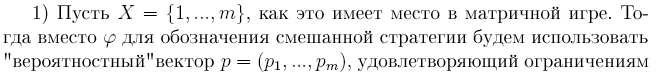 1) Пусть X = {1, ..., m}, как это имеет место в матричной игре. То-
гда вместо φ для обозначения смешанной стратегии будем использовать
"вероятностный"вектор p = (p₁, ..., pₘ), удовлетворяющий ограничениям